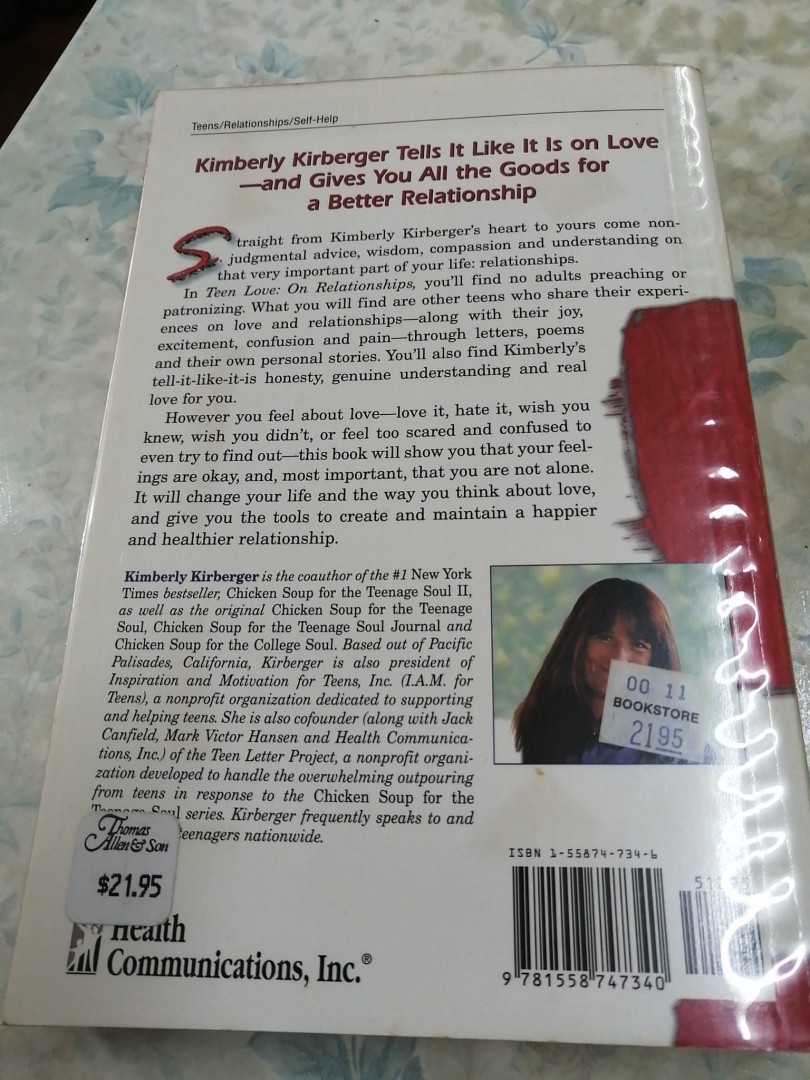 Teens/Relationships/Self-Help
Kimberly Kirberger Tells It Like It Is on Love
—and Gives You All the Goods for
a Better Relationship
Straight from Kimberly Kirberger's heart to yours come non-
judgmental advice, wisdom, compassion and understanding on
that very important part of your life: relationships.
In Teen Love: On Relationships, you'll find no adults preaching or
patronizing. What you will find are other teens who share their experi-
ences on love and relationships—along with their joy,
excitement, confusion and pain—through letters, poems
and their own personal stories. You'll also find Kimberly's
tell-it-like-it-is honesty, genuine understanding and real
love for you.
However you feel about love—love it, hate it, wish you
knew, wish you didn't, or feel too scared and confused to
even try to find out—this book will show you that your feel-
ings are okay, and, most important, that you are not alone.
It will change your life and the way you think about love,
and give you the tools to create and maintain a happier
and healthier relationship.
Kimberly Kirberger is the coauthor of the #1 New York
Times bestseller, Chicken Soup for the Teenage Soul II,
as well as the original Chicken Soup for the Teenage
Soul, Chicken Soup for the Teenage Soul Journal and
Chicken Soup for the College Soul. Based out of Pacific
Palisades, California, Kirberger is also president of
Inspiration and Motivation for Teens, Inc. (I.A.M. for
Teens), a nonprofit organization dedicated to supporting
and helping teens. She is also cofounder (along with Jack
Canfield, Mark Victor Hansen and Health Communica-
tions, Inc.) of the Teen Letter Project, a nonprofit organi-
zation developed to handle the overwhelming outpouring
from teens in response to the Chicken Soup for the
Teenage Soul series. Kirberger frequently speaks to and
teenagers nationwide.
00 11
BOOKSTORE
2195
Thomas
Allen & Son
$21.95
Health
Communications, Inc.®
ISBN 1-55874-734-6
9 781558 747340